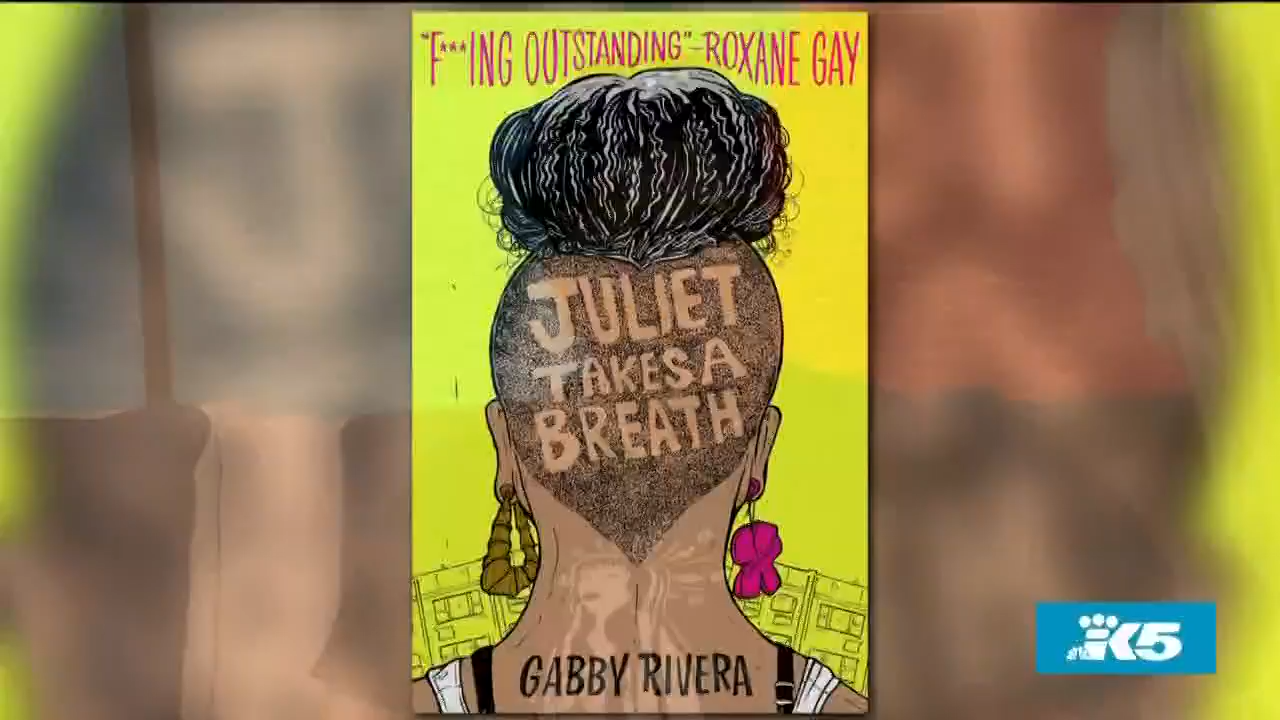 "F***ING OUTSTANDING"-ROXANE GAY
JULIET
TAKES A
BREATH
GABBY RIVERA
K5